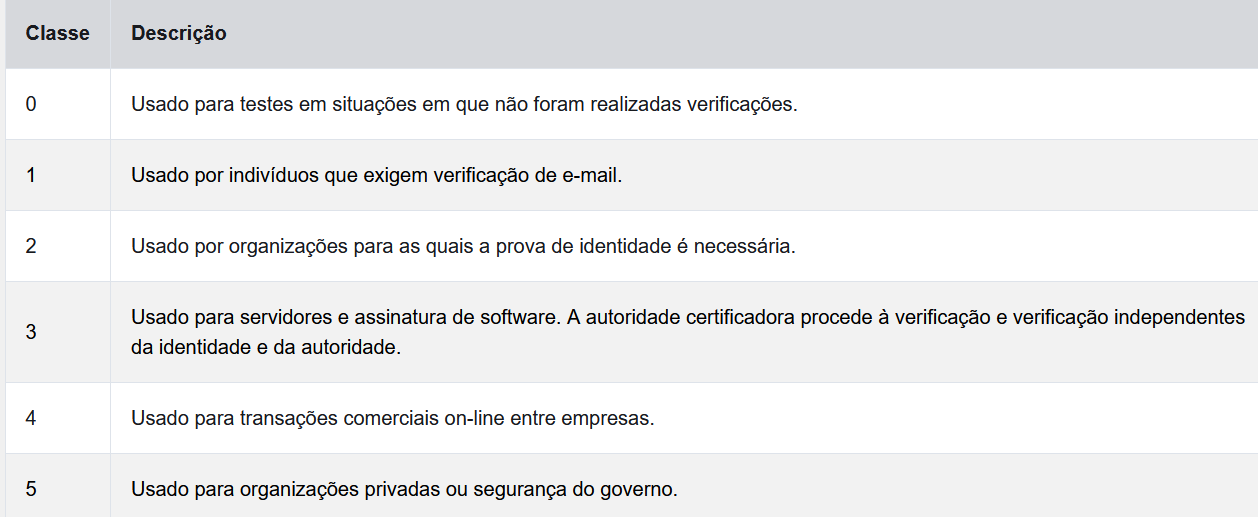 Classe Descrição
0 Usado para testes em situações em que não foram realizadas verificações.
1 Usado por indivíduos que exigem verificação de e-mail.
2 Usado por organizações para as quais a prova de identidade é necessária.
3 Usado para servidores e assinatura de software. A autoridade certificadora procede à verificação e verificação independentes
da identidade e da autoridade.
4 Usado para transações comerciais on-line entre empresas.
5 Usado para organizações privadas ou segurança do governo.